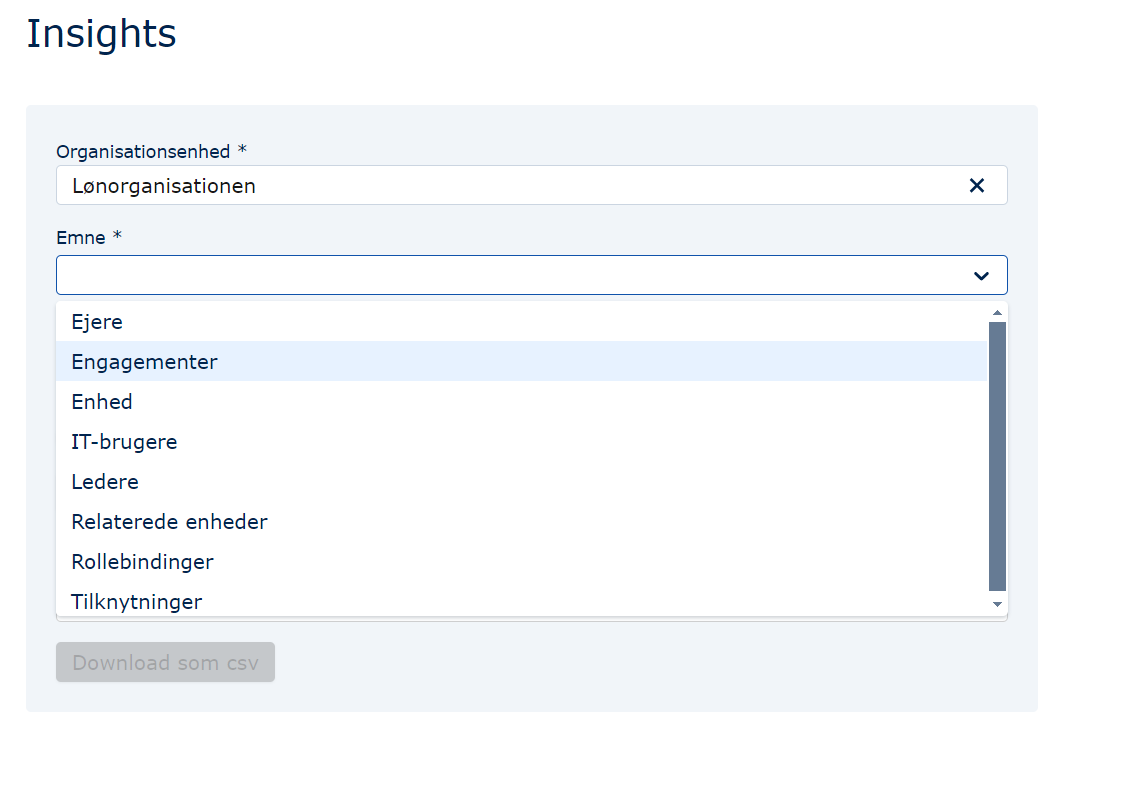 Insights
Organisationsenhed *
Lønorganisationen
Emne *
Ejere
Engagementer
Enhed
IT-brugere
Ledere
Relaterede enheder
Rollebindinger
Tilknytninger
Download som csv